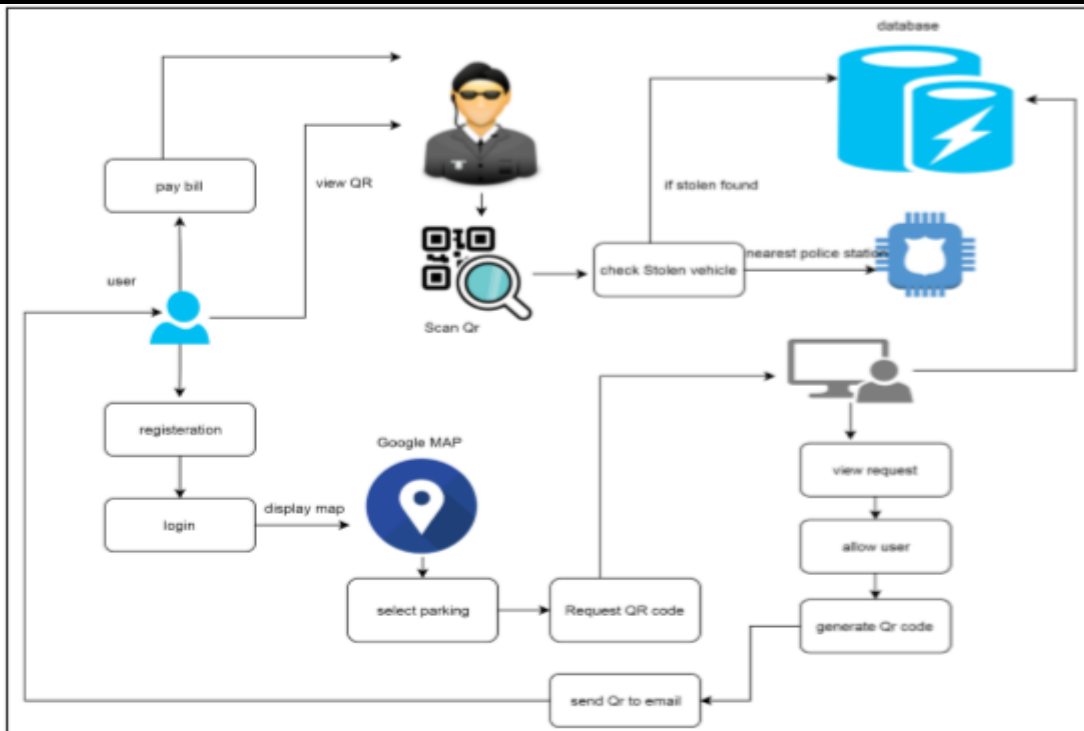 database
pay bill
view QR
if stolen found
user
check Stolen vehicle
nearest police station
Scan Qr
registeration
Google MAP
view request
login
display map
allow user
select parking
Request QR code
generate Qr code
send Qr to email